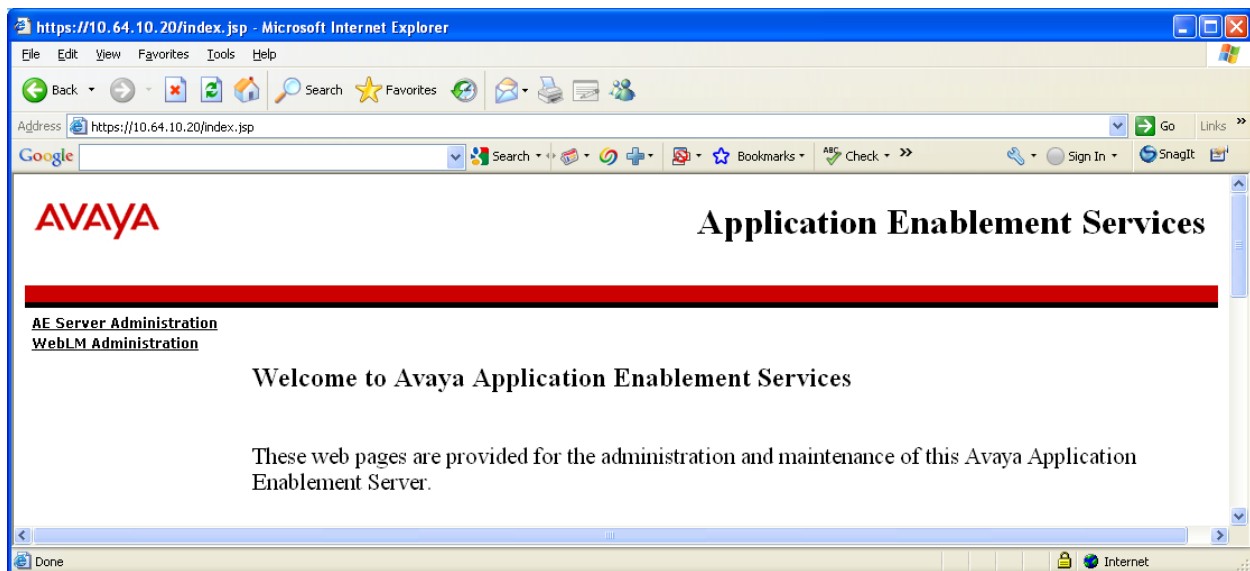 https://10.64.10.20/index.jsp - Microsoft Internet Explorer
File Edit View Favorites Tools Help
Back Search Favorites
Address https://10.64.10.20/index.jsp Go Links »
Google Search Bookmarks Check » Sign In SnagIt
AVAYA Application Enablement Services
AE Server Administration
WebLM Administration
Welcome to Avaya Application Enablement Services
These web pages are provided for the administration and maintenance of this Avaya Application
Enablement Server.
Done Internet